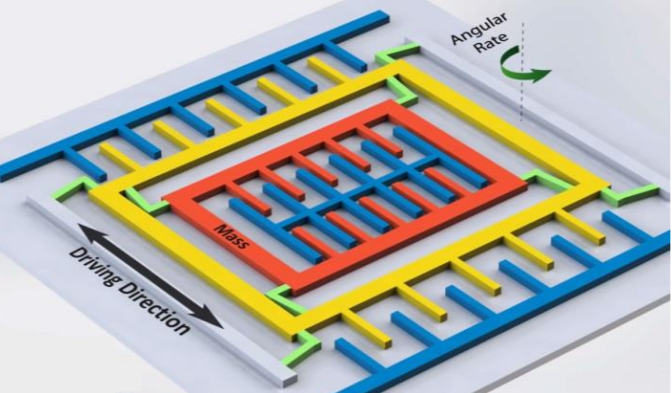 Angular
Rate
Mass
Driving Direction